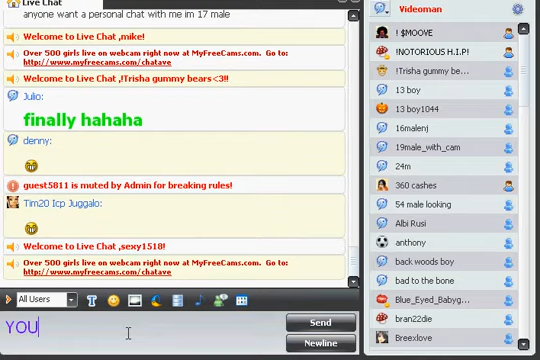 Live Chat
anyone want a personal chat with me im 17 male
Welcome to Live Chat ,mike!
Over 500 girls live on webcam right now at MyFreeCams.com. Go to:
http://www.myfreecams.com/chatave
Welcome to Live Chat ,!Trisha gummy bears<3!!
Julio:
finally hahaha
denny:
guest5811 is muted by Admin for breaking rules!
Tim20 Icp Juggalo:
Welcome to Live Chat ,sexy1518!
Over 500 girls live on webcam right now at MyFreeCams.com. Go to:
http://www.myfreecams.com/chatave
All Users
YOU
Send
Newline
Videoman
! $MOOVE
!NOTORIOUS H.I.P!
!Trisha gummy be...
13 boy
13 boy1044
16malenj
19male_with_cam
24m
360 cashes
54 male looking
Albi Rusi
anthony
back woods boy
bad to the bone
Blue_Eyed_Babyg...
bran22die
Breexlove